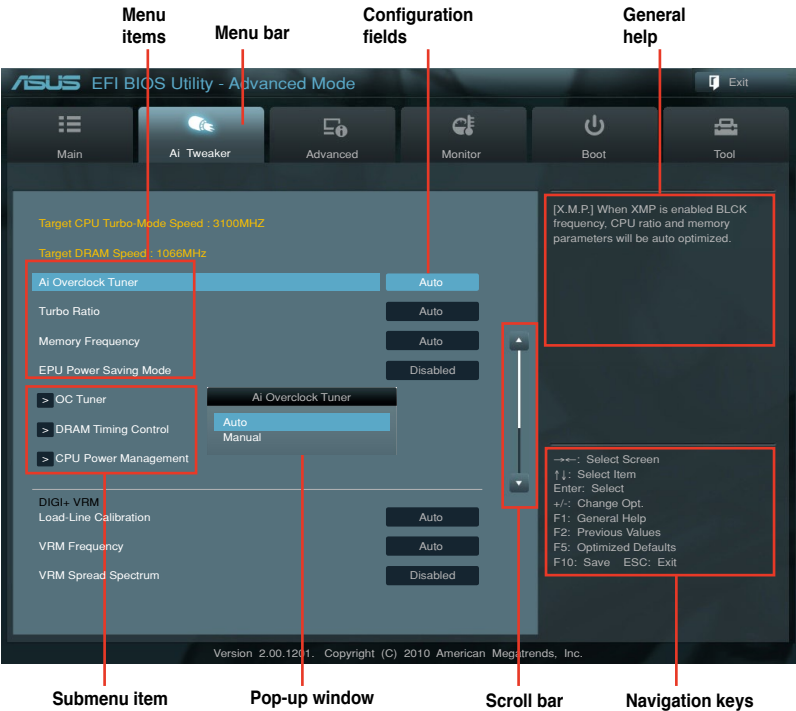 Menu items
Menu bar
Configuration fields
General help
ASUS EFI BIOS Utility - Advanced Mode
Exit
Main
Ai Tweaker
Advanced
Monitor
Boot
Tool
Target CPU Turbo-Mode Speed : 3100MHZ
Target DRAM Speed : 1066MHz
Ai Overclock Tuner Auto
Turbo Ratio Auto
Memory Frequency Auto
EPU Power Saving Mode Disabled
> OC Tuner
> DRAM Timing Control
> CPU Power Management
Ai Overclock Tuner
Auto
Manual
DIGI+ VRM
Load-Line Calibration Auto
VRM Frequency Auto
VRM Spread Spectrum Disabled
[X.M.P.] When XMP is enabled BLCK
frequency, CPU ratio and memory
parameters will be auto optimized.
→←: Select Screen
↑↓: Select Item
Enter: Select
+/-: Change Opt.
F1: General Help
F2: Previous Values
F5: Optimized Defaults
F10: Save ESC: Exit
Version 2.00.1201. Copyright (C) 2010 American Megatrends, Inc.
Submenu item
Pop-up window
Scroll bar
Navigation keys